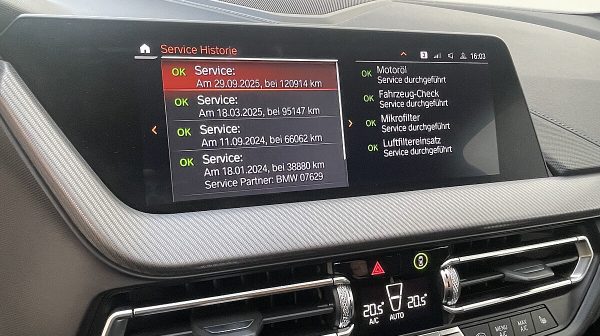 Service Historie
3
16:03
OK Service:
Am 29.09.2025, bei 120914 km
OK Service:
Am 18.03.2025, bei 95147 km
OK Service:
Am 11.09.2024, bei 66062 km
OK Service:
Am 18.01.2024, bei 38880 km
Service Partner: BMW 07629
OK Motoröl
Service durchgeführt
OK Fahrzeug-Check
Service durchgeführt
OK Mikrofilter
Service durchgeführt
OK Luftfiltereinsatz
Service durchgeführt
20.5° 20.5°
A/C AUTO
MENU
MAX
A/C